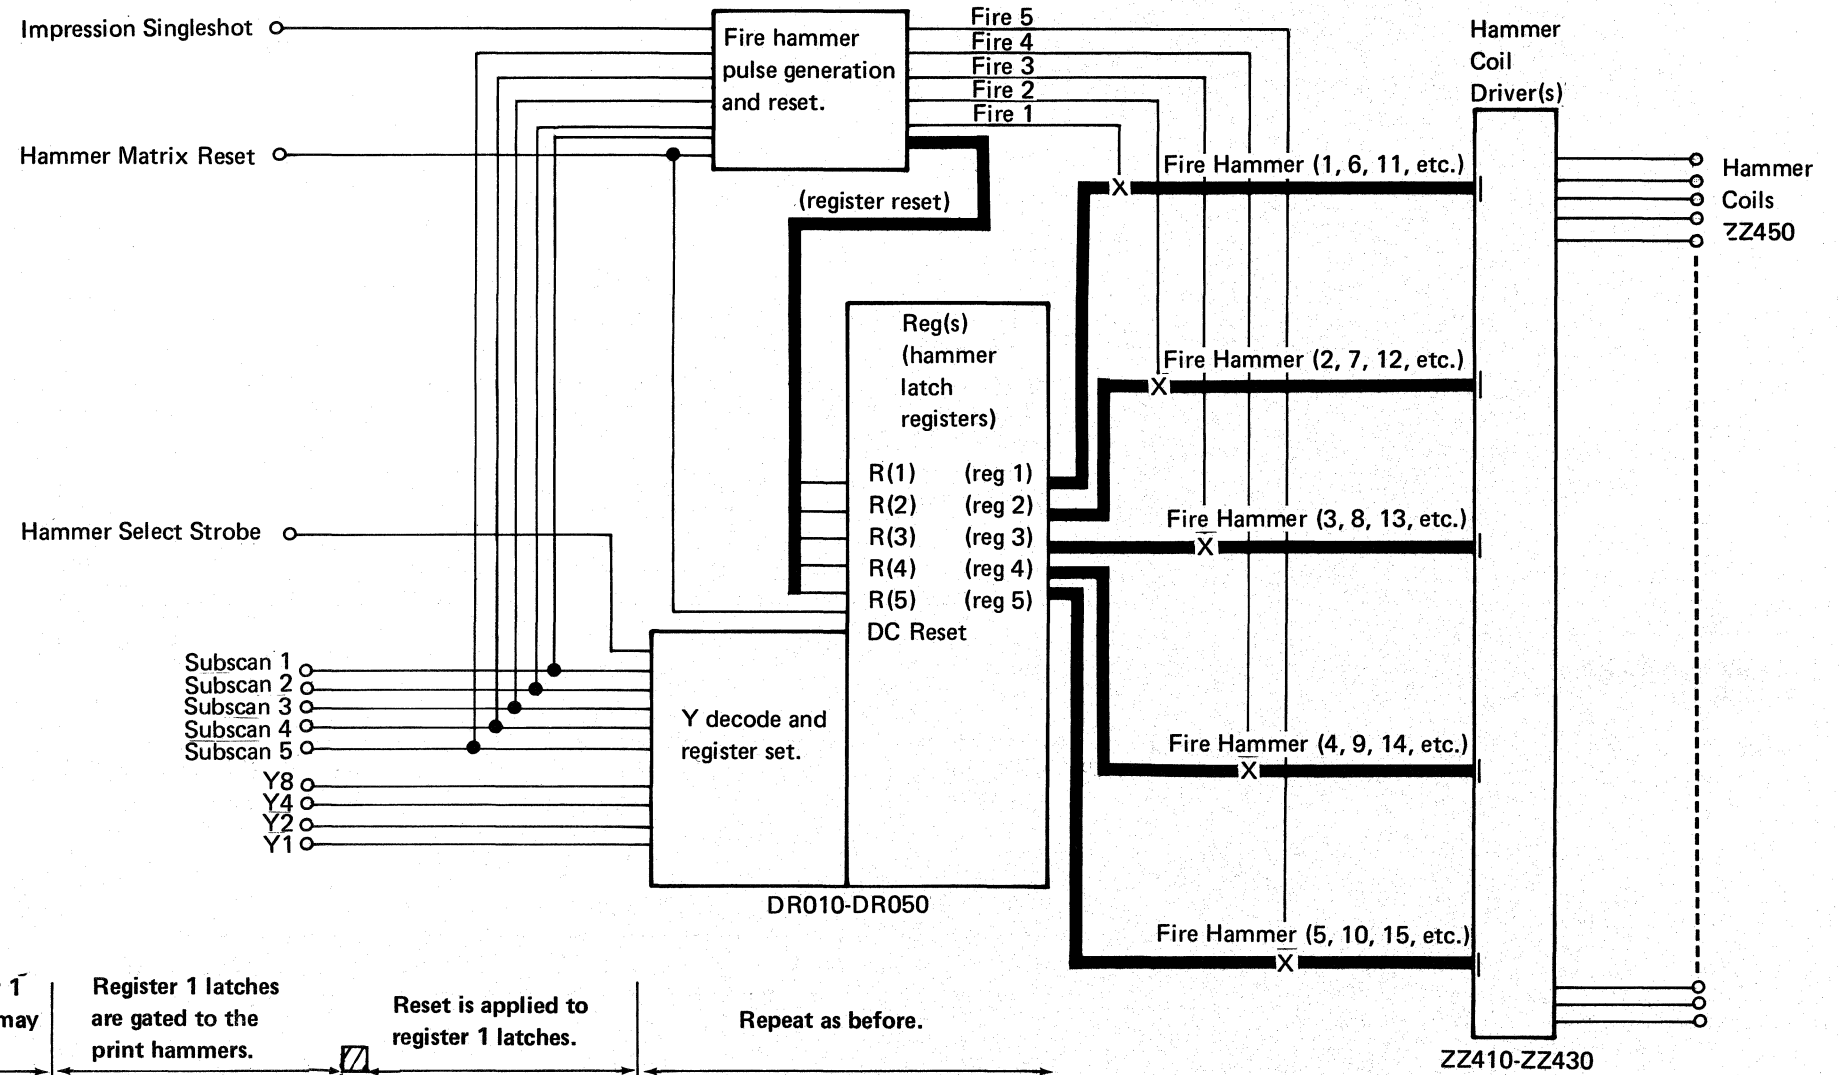 Impression Singleshot
Hammer Matrix Reset
Hammer Select Strobe
Subscan 1
Subscan 2
Subscan 3
Subscan 4
Subscan 5
Y8
Y4
Y2
Y1
Fire hammer
pulse generation
and reset.
Fire 5
Fire 4
Fire 3
Fire 2
Fire 1
(register reset)
Reg(s)
(hammer
latch
registers)
R(1) (reg 1)
R(2) (reg 2)
R(3) (reg 3)
R(4) (reg 4)
R(5) (reg 5)
DC Reset
Y decode and
register set.
DR010-DR050
Fire Hammer (1, 6, 11, etc.)
X
Fire Hammer (2, 7, 12, etc.)
X
Fire Hammer (3, 8, 13, etc.)
X
Fire Hammer (4, 9, 14, etc.)
X
Fire Hammer (5, 10, 15, etc.)
X
Hammer
Coil
Driver(s)
Hammer
Coils
ZZ450
ZZ410-ZZ430
1
may
Register 1 latches
are gated to the
print hammers.
Reset is applied to
register 1 latches.
Repeat as before.